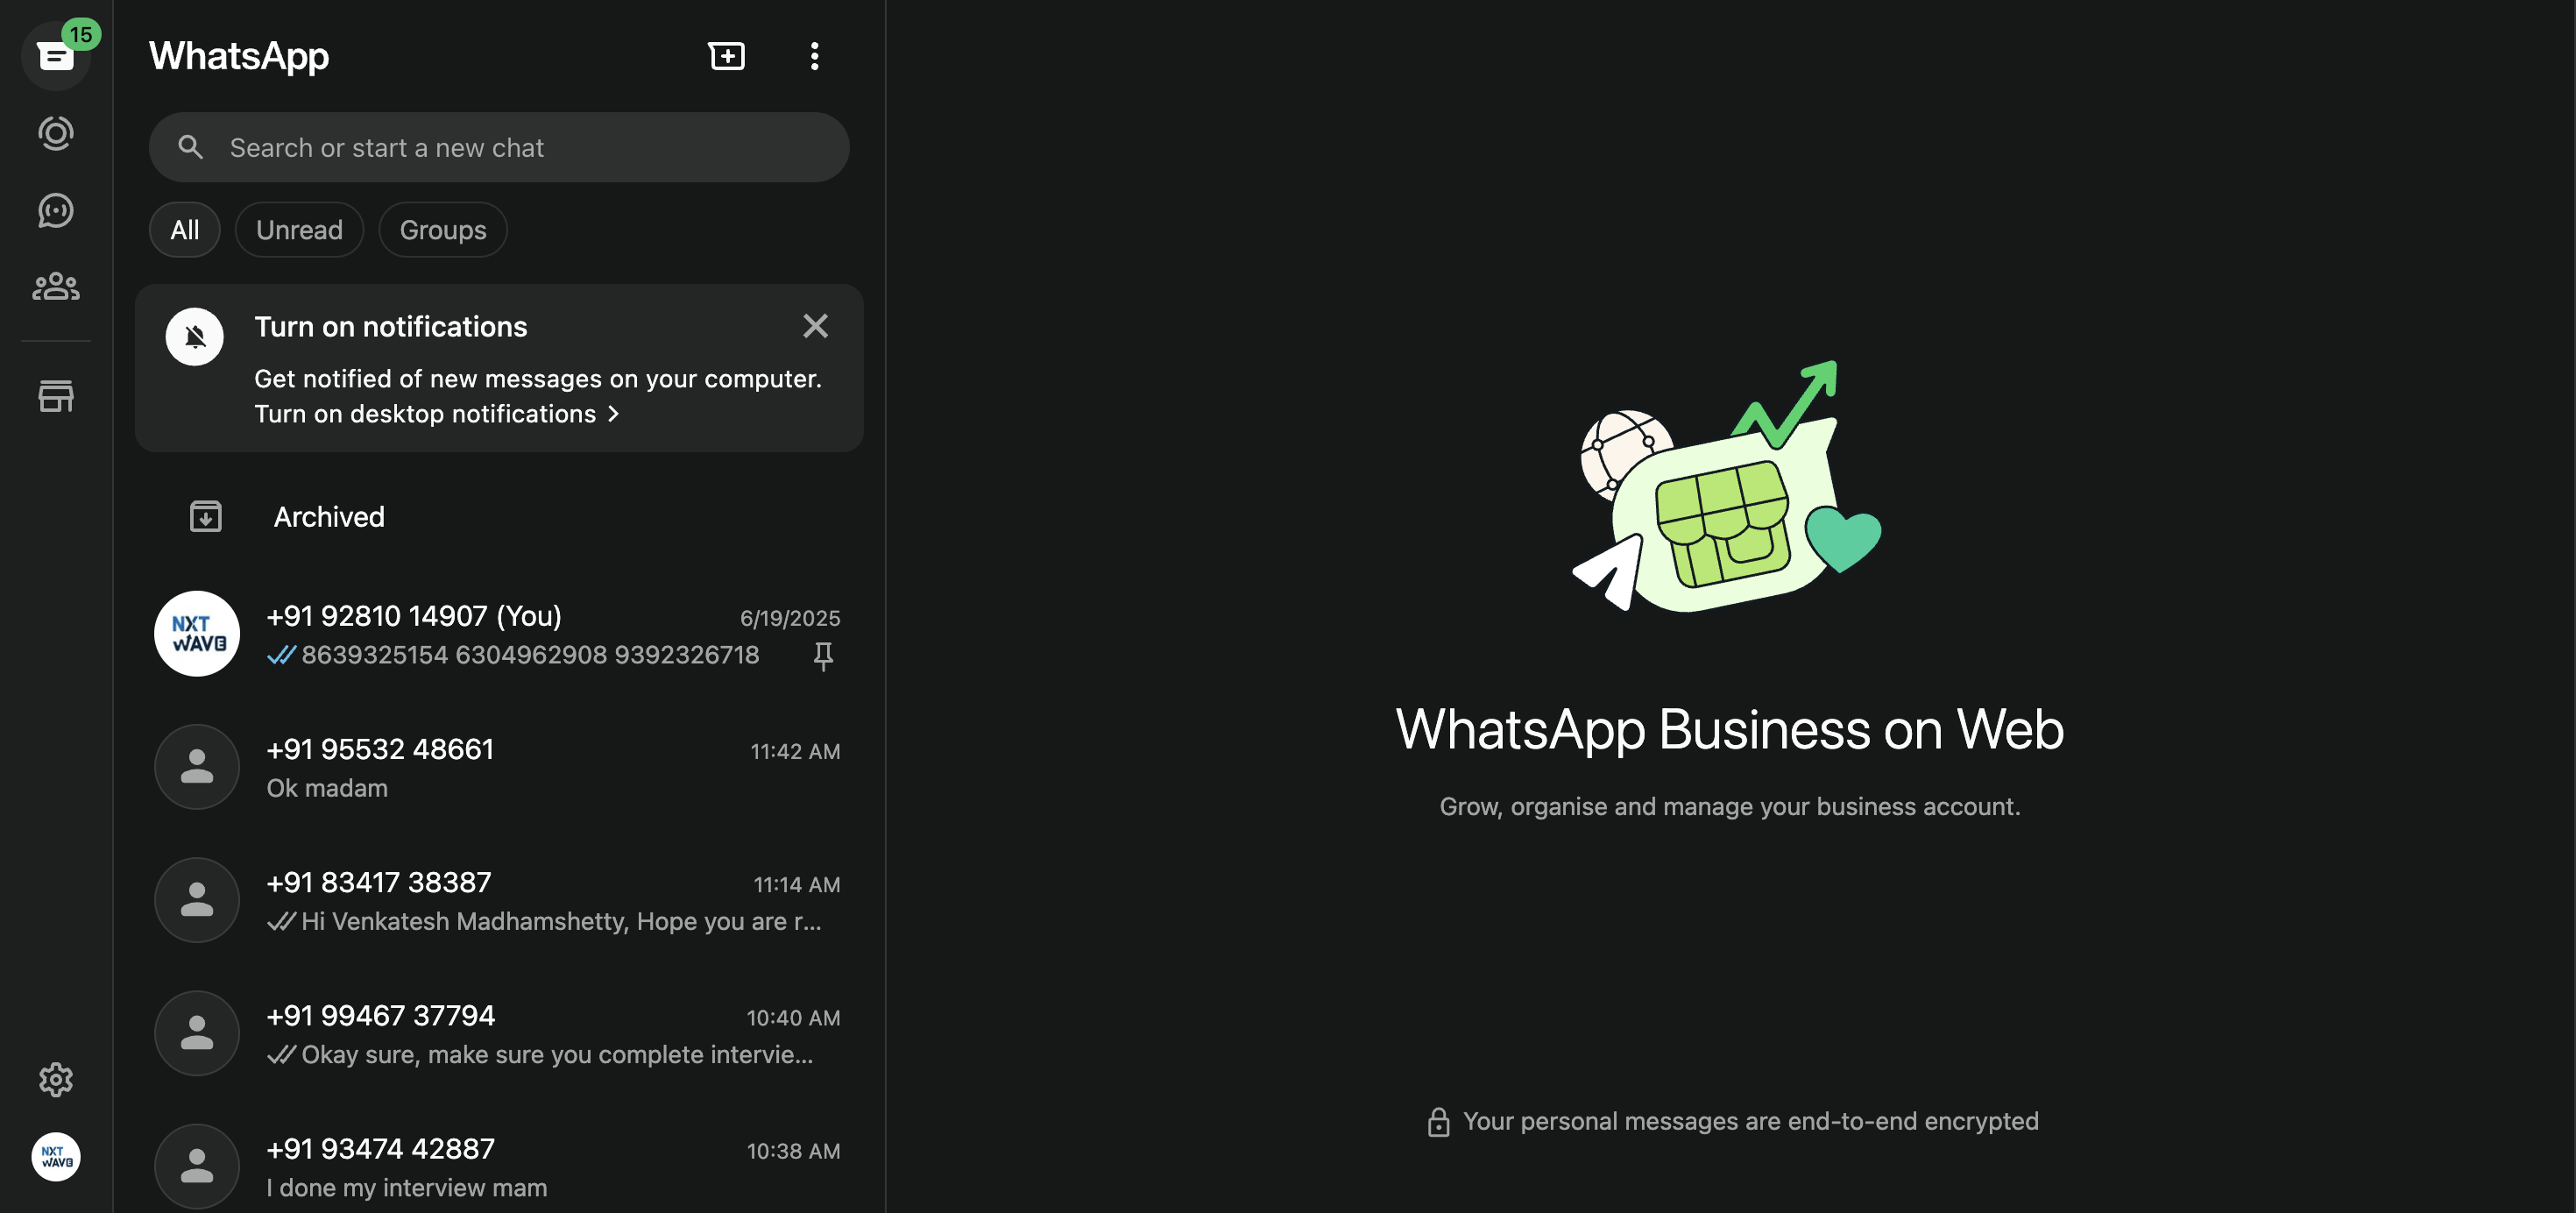 15
WhatsApp
Search or start a new chat
All
Unread
Groups
Turn on notifications
Get notified of new messages on your computer.
Turn on desktop notifications
Archived
NXT
WAVE
+91 92810 14907 (You)
6/19/2025
8639325154 6304962908 9392326718
+91 95532 48661
11:42 AM
Ok madam
+91 83417 38387
11:14 AM
Hi Venkatesh Madhamshetty, Hope you are r...
+91 99467 37794
10:40 AM
Okay sure, make sure you complete intervie...
+91 93474 42887
10:38 AM
I done my interview mam
NXT
WAVE
WhatsApp Business on Web
Grow, organise and manage your business account.
Your personal messages are end-to-end encrypted